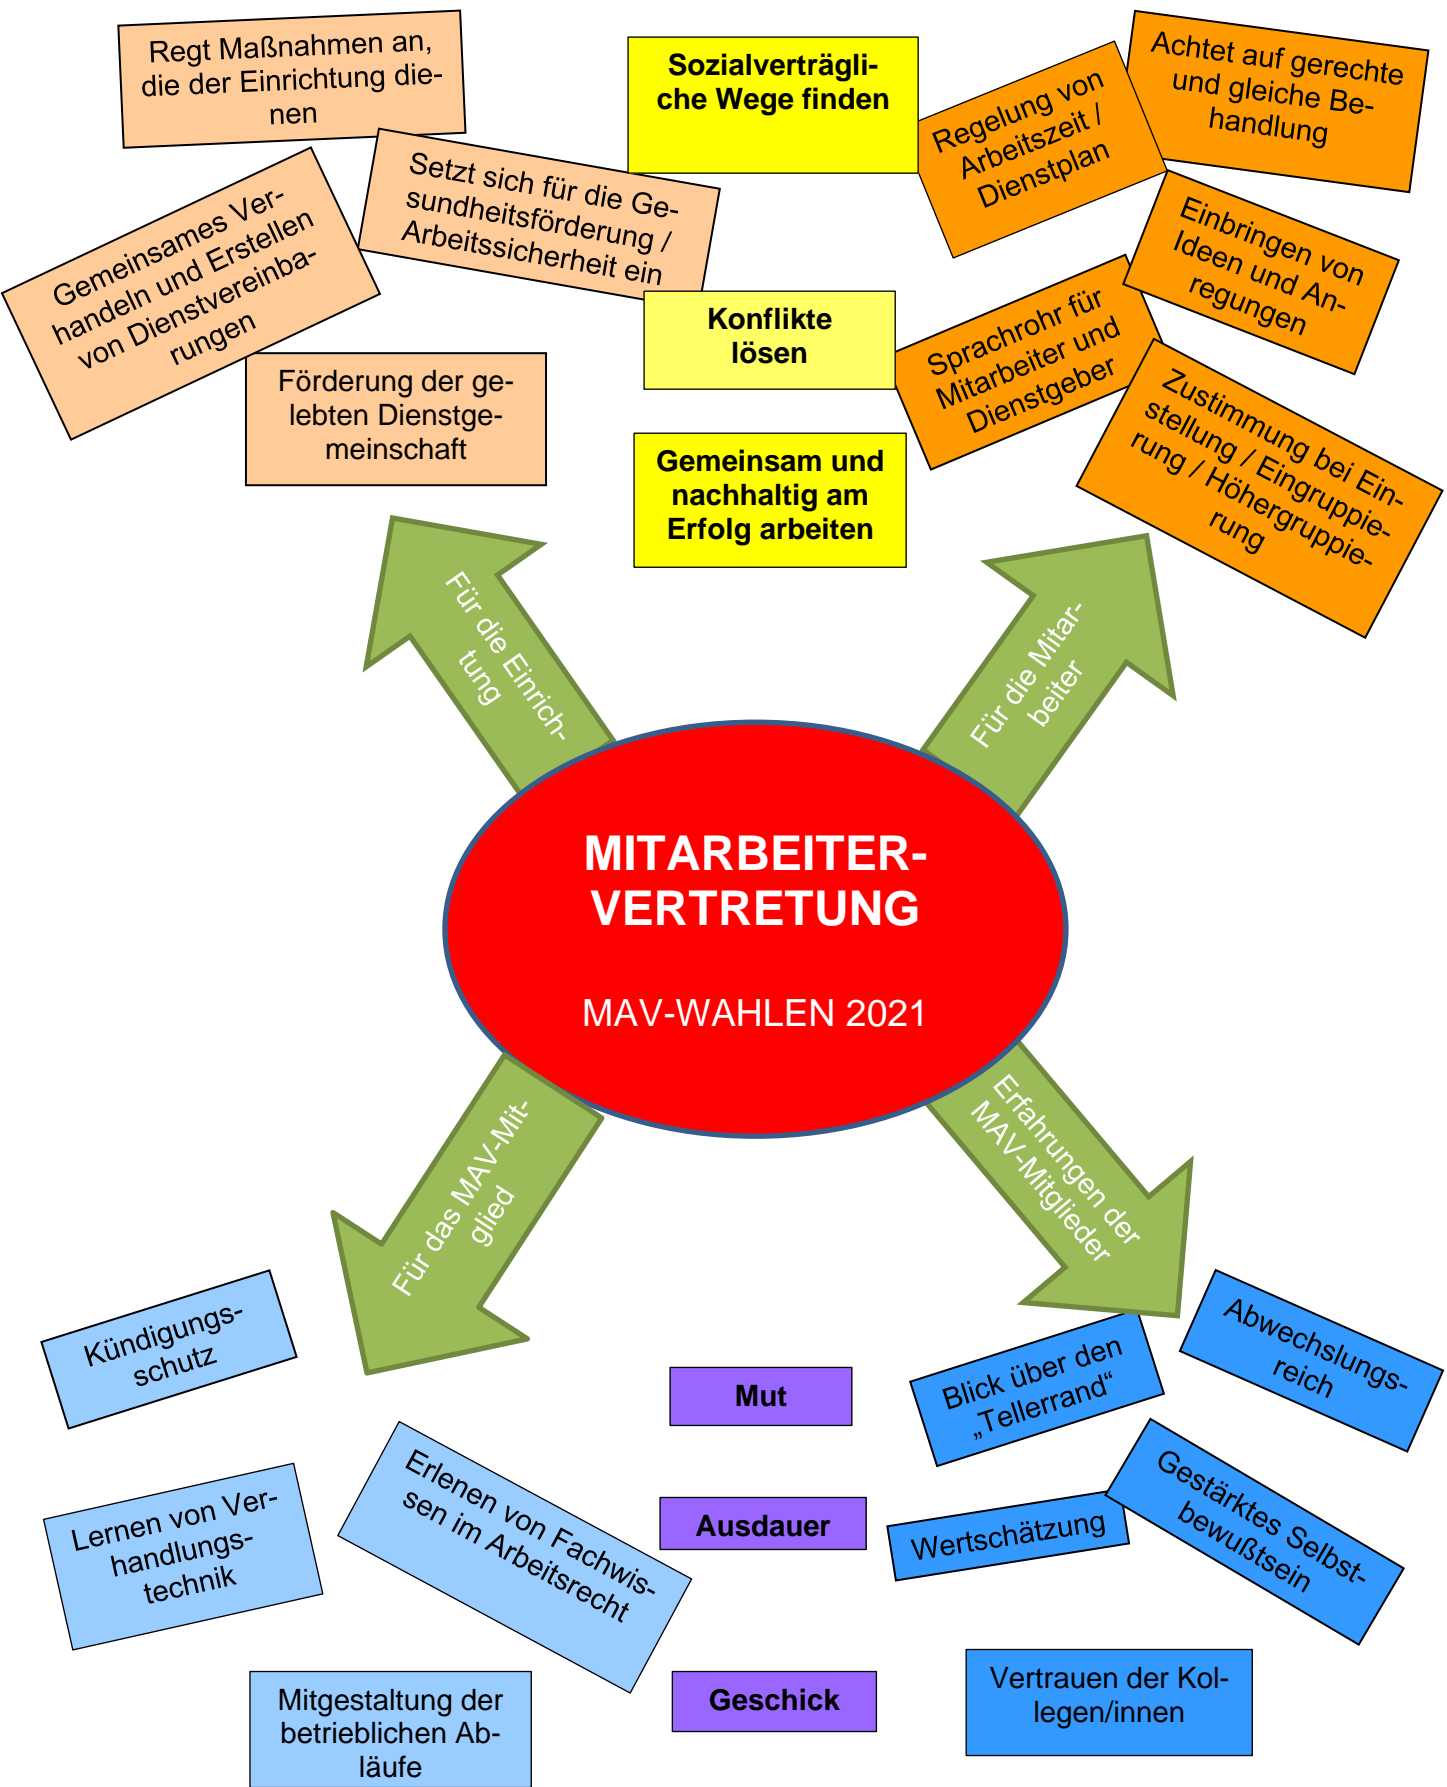 Regt Maßnahmen an,
die der Einrichtung die-
nen
Setzt sich für die Ge-
sundheitsförderung /
Arbeitssicherheit ein
Gemeinsames Ver-
handeln und Erstellen
von Dienstvereinba-
rungen
Förderung der ge-
lebten Dienstge-
meinschaft
Sozialverträgli-
che Wege finden
Konflikte
lösen
Gemeinsam und
nachhaltig am
Erfolg arbeiten
Achtet auf gerechte
und gleiche Be-
handlung
Regelung von
Arbeitszeit /
Dienstplan
Einbringen von
Ideen und An-
regungen
Sprachrohr für
Mitarbeiter und
Dienstgeber
Zustimmung bei Ein-
stellung / Eingruppie-
rung / Höhergruppie-
rung
Für die Einrich-
tung
Für die Mitar-
beiter
MITARBEITER-
VERTRETUNG
MAV-WAHLEN 2021
Für das MAV-Mit-
glied
Erfahrungen der
MAV-Mitglieder
Kündigungs-
schutz
Lernen von Ver-
handlungs-
technik
Erlenen von Fachwis-
sen im Arbeitsrecht
Mitgestaltung der
betrieblichen Ab-
läufe
Mut
Ausdauer
Geschick
Blick über den
„Tellerrand“
Abwechslungs-
reich
Wertschätzung
Gestärktes Selbst-
bewußtsein
Vertrauen der Kol-
legen/innen